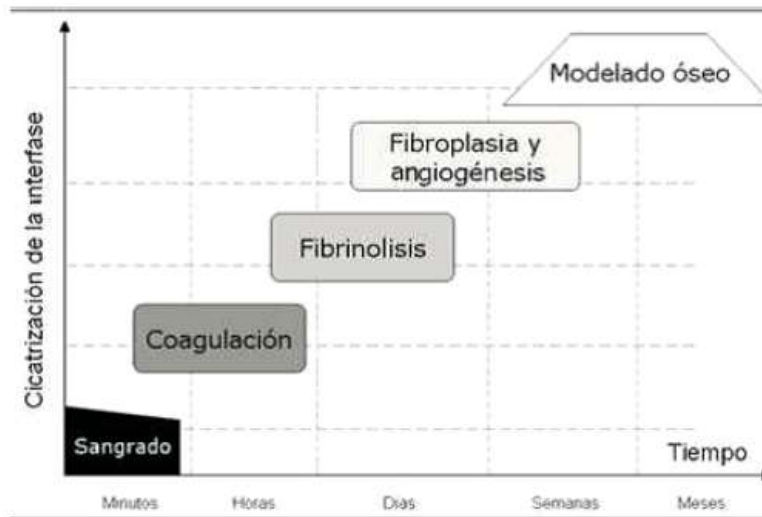 Modelado óseo
Fibroplasia y
angiogénesis
Fibrinolisis
Coagulación
Sangrado
Cicatrización de la interfase
Tiempo
Minutos
Horas
Días
Semanas
Meses